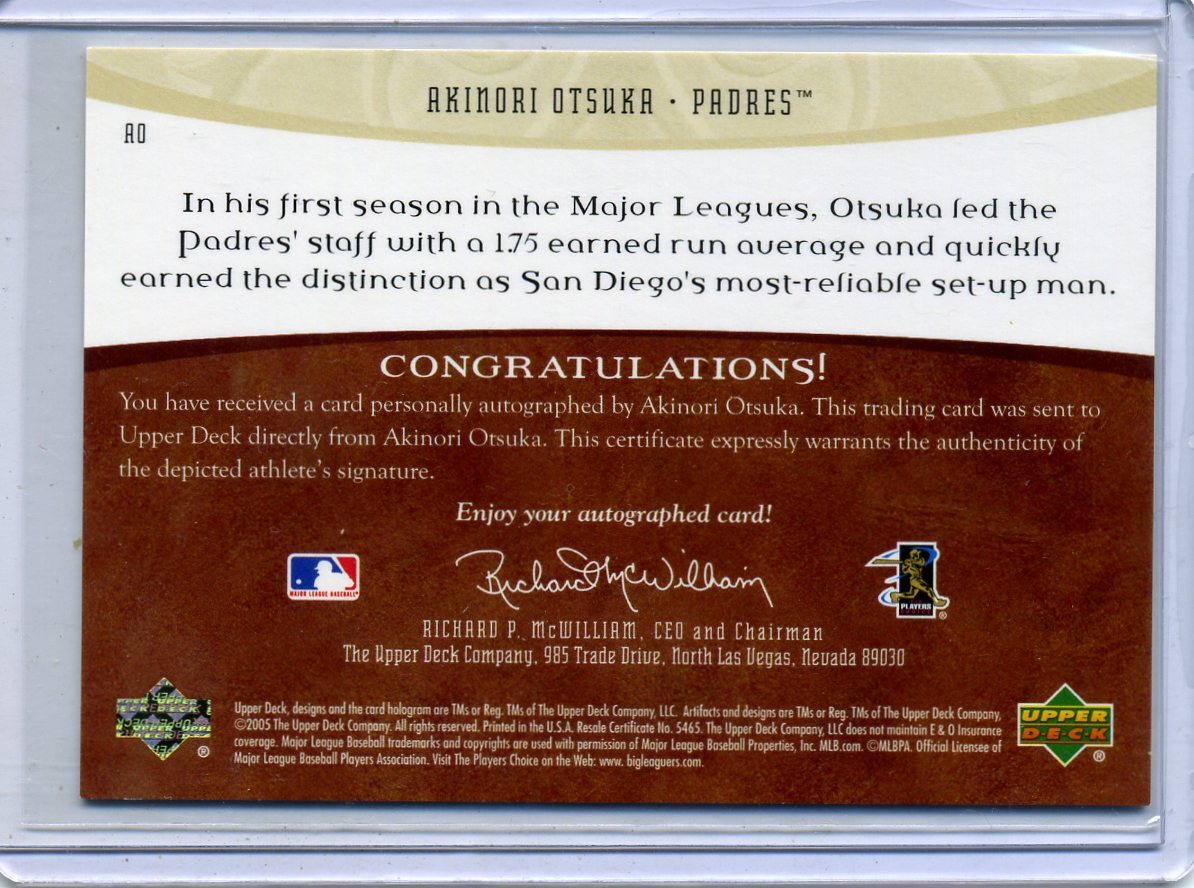 AKINORI OTSUKA · PADRES™
AO
In his first season in the Major Leagues, Otsuka led the
Padres' staff with a 1.75 earned run average and quickly
earned the distinction as San Diego's most-reliable set-up man.
CONGRATULATIONS!
You have received a card personally autographed by Akinori Otsuka. This trading card was sent to
Upper Deck directly from Akinori Otsuka. This certificate expressly warrants the authenticity of
the depicted athlete's signature.
Enjoy your autographed card!
MAJOR LEAGUE BASEBALL
Richard McWilliam
PLAYERS
CHOICE
®
RICHARD P. McWILLIAM, CEO and Chairman
The Upper Deck Company, 985 Trade Drive, North Las Vegas, Nevada 89030
UPPER DECK
®
Upper Deck, designs and the card hologram are TMs or Reg. TMs of The Upper Deck Company, LLC. Artifacts and designs are TMs or Reg. TMs of The Upper Deck Company,
©2005 The Upper Deck Company. All rights reserved. Printed in the U.S.A. Resale Certificate No. 5465. The Upper Deck Company, LLC does not maintain E & O Insurance
coverage. Major League Baseball trademarks and copyrights are used with permission of Major League Baseball Properties, Inc. MLB.com. ©MLBPA. Official Licensee of
Major League Baseball Players Association. Visit The Players Choice on the Web: www. bigleaguers.com.
UPPER
D·E·C·K
®